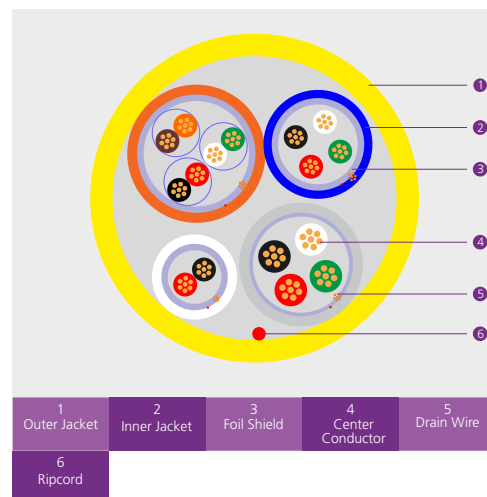 1
2
3
4
5
6
1
Outer Jacket
2
Inner Jacket
3
Foil Shield
4
Center
Conductor
5
Drain Wire
6
Ripcord